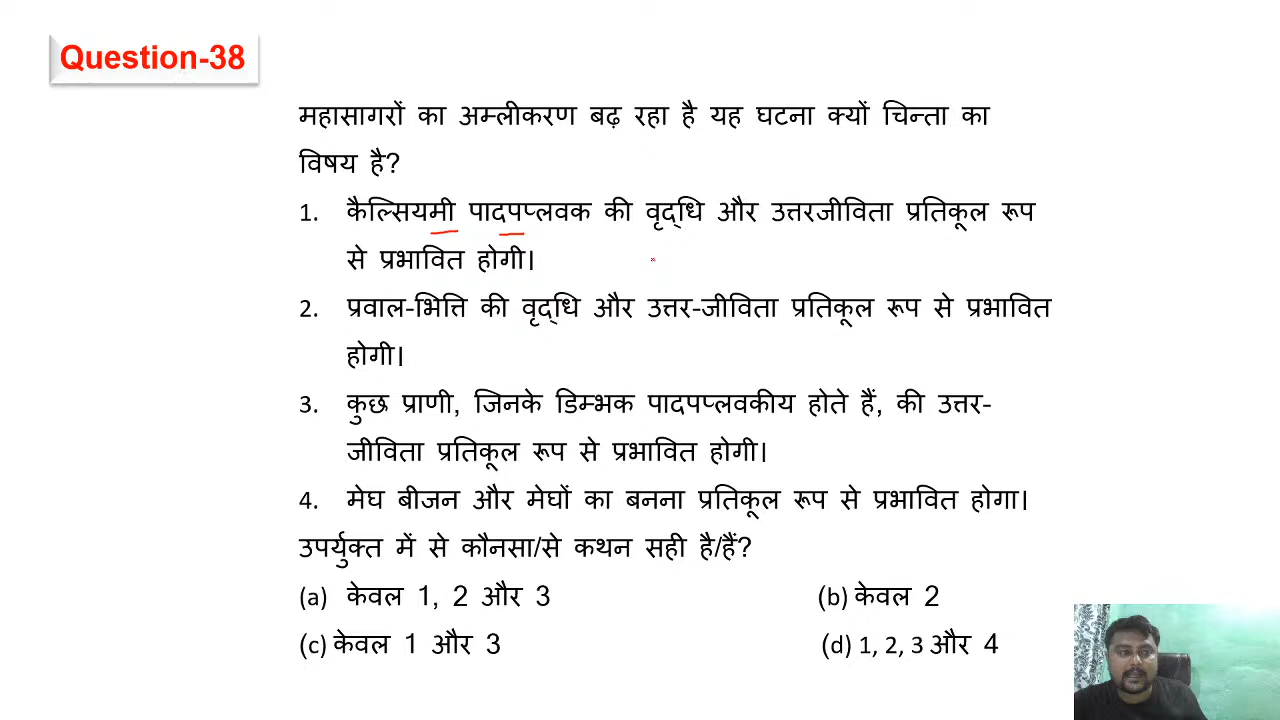 Question-38
महासागरों का अम्लीकरण बढ़ रहा है यह घटना क्यों चिन्ता का
विषय है?
1. कैल्सियमी पादपप्लवक की वृद्धि और उत्तरजीविता प्रतिकूल रूप
से प्रभावित होगी।
2. प्रवाल-भित्ति की वृद्धि और उत्तर-जीविता प्रतिकूल रूप से प्रभावित
होगी।
3. कुछ प्राणी, जिनके डिम्भक पादपप्लवकीय होते हैं, की उत्तर-
जीविता प्रतिकूल रूप से प्रभावित होगी।
4. मेघ बीजन और मेघों का बनना प्रतिकूल रूप से प्रभावित होगा।
उपर्युक्त में से कौनसा/से कथन सही है/हैं?
(a) केवल 1, 2 और 3 (b) केवल 2
(c) केवल 1 और 3 (d) 1, 2, 3 और 4